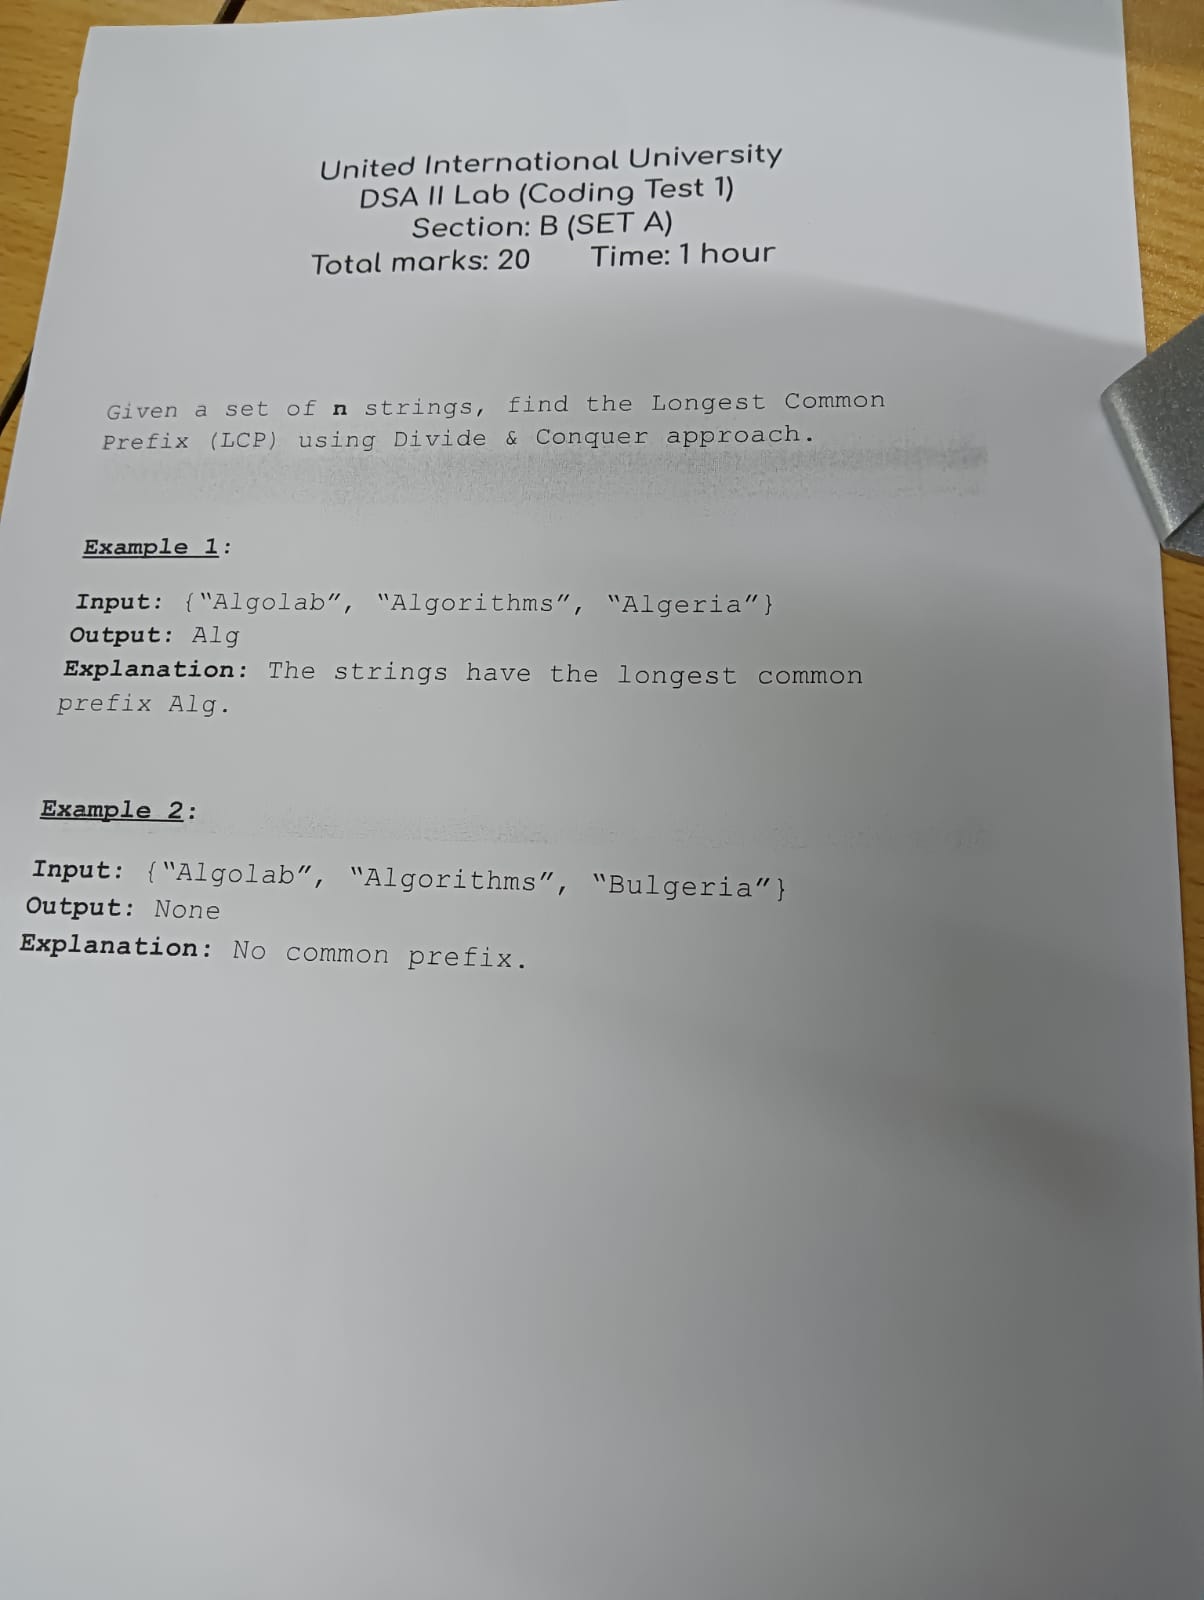 United International University
DSA II Lab (Coding Test 1)
Section: B (SET A)
Total marks: 20 Time: 1 hour
Given a set of n strings, find the Longest Common
Prefix (LCP) using Divide & Conquer approach.
Example 1:
Input: {“Algolab”, “Algorithms”, “Algeria”}
Output: Alg
Explanation: The strings have the longest common
prefix Alg.
Example 2:
Input: {“Algolab”, “Algorithms”, “Bulgeria”}
Output: None
Explanation: No common prefix.